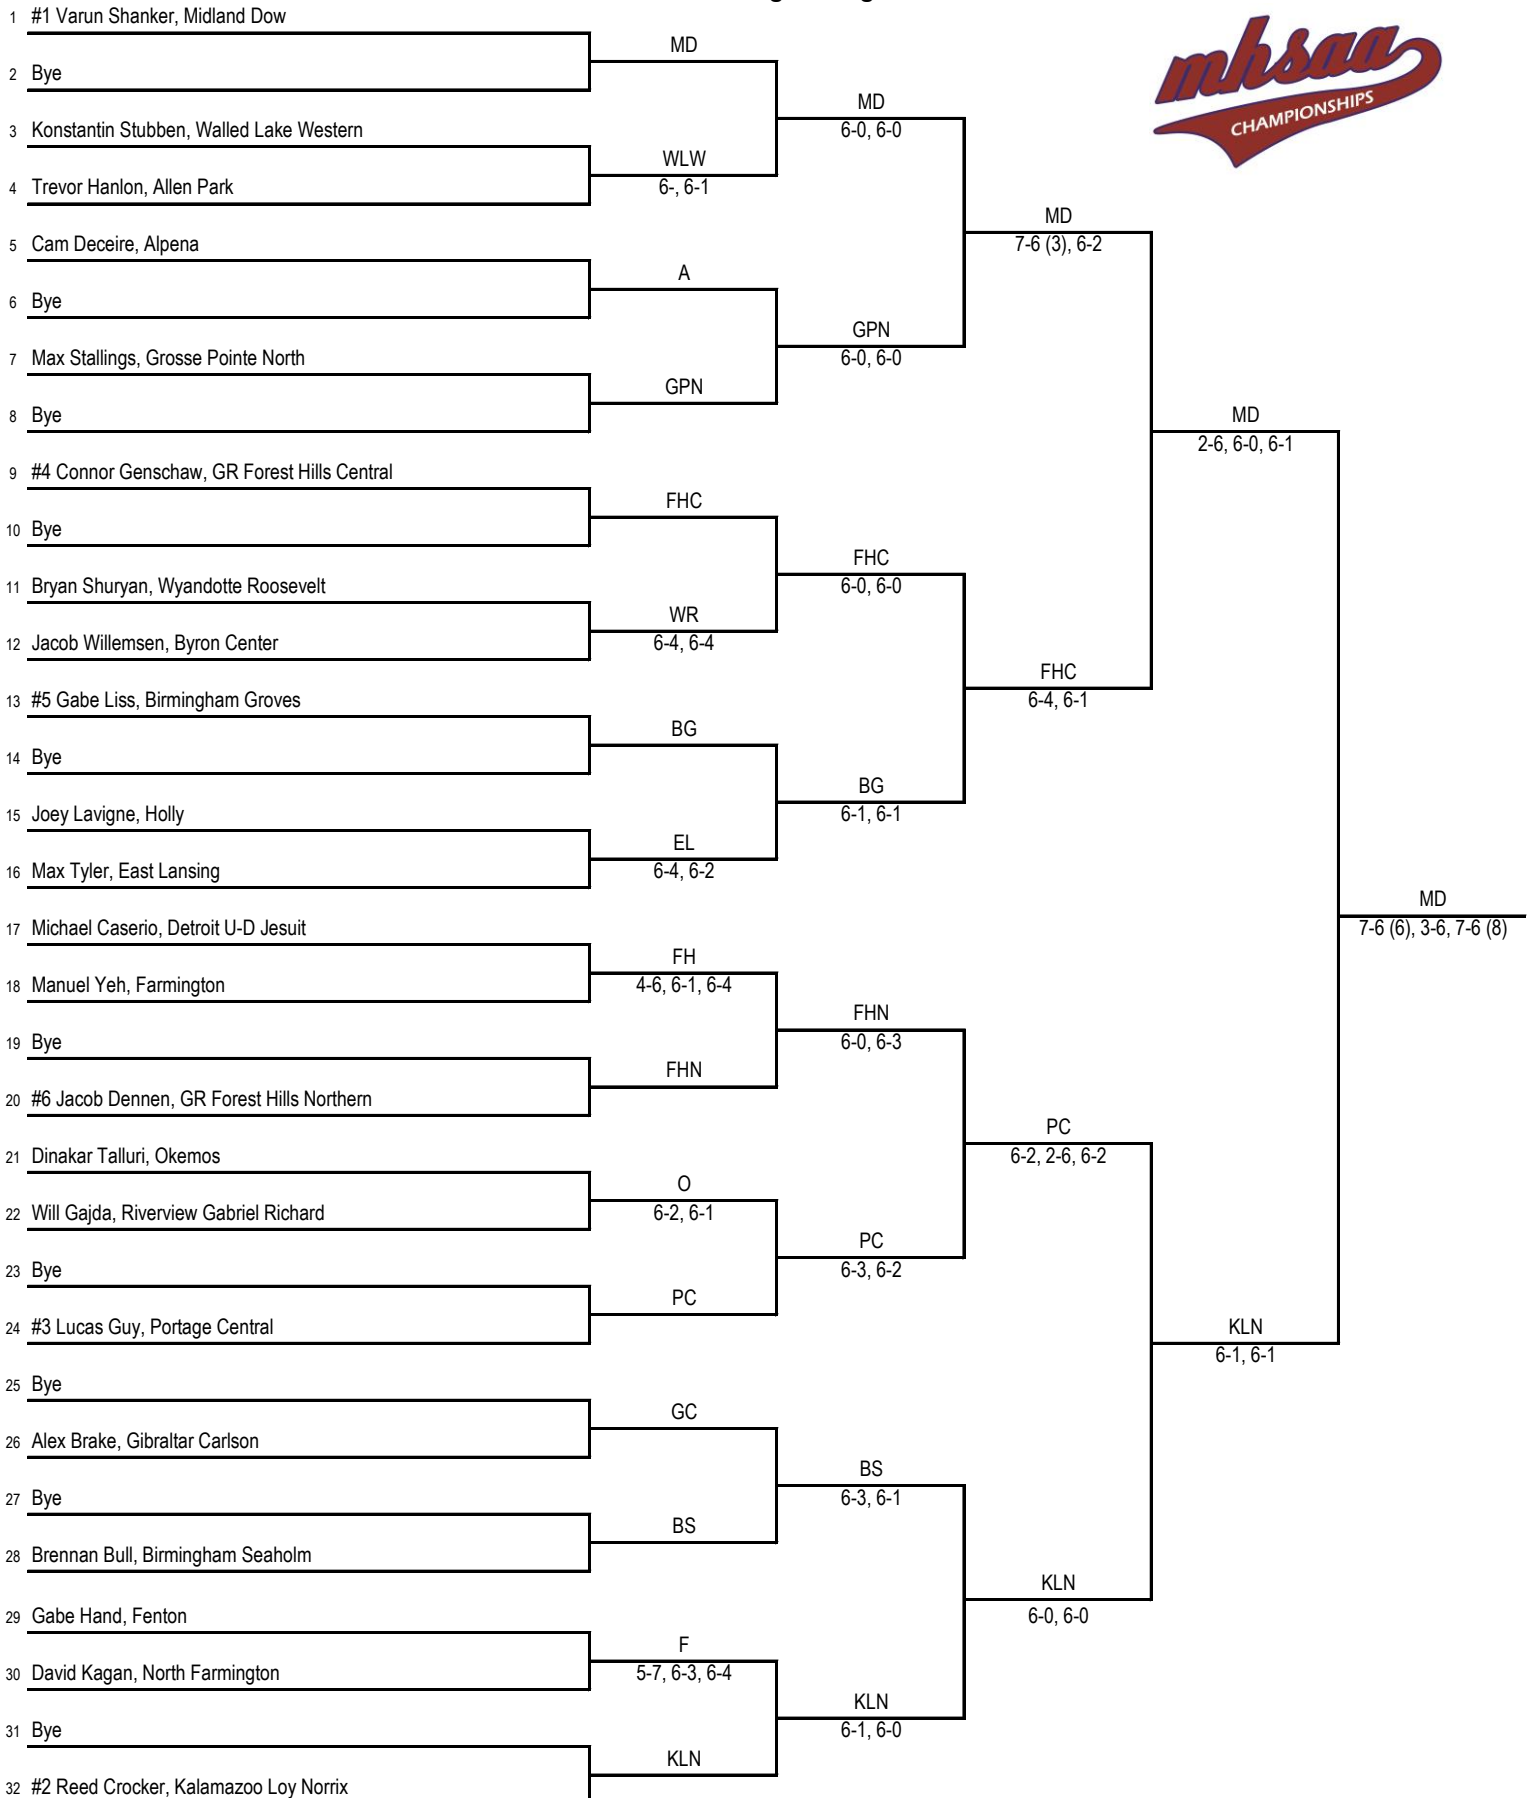 mhsaa
CHAMPIONSHIPS
1 #1 Varun Shanker, Midland Dow
MD
2 Bye
MD
6-0, 6-0
3 Konstantin Stubben, Walled Lake Western
WLW
6-, 6-1
4 Trevor Hanlon, Allen Park
MD
7-6 (3), 6-2
5 Cam Deceire, Alpena
A
6 Bye
GPN
6-0, 6-0
7 Max Stallings, Grosse Pointe North
GPN
8 Bye
MD
2-6, 6-0, 6-1
9 #4 Connor Genschaw, GR Forest Hills Central
FHC
10 Bye
FHC
6-0, 6-0
11 Bryan Shuryan, Wyandotte Roosevelt
WR
6-4, 6-4
12 Jacob Willemsen, Byron Center
FHC
6-4, 6-1
13 #5 Gabe Liss, Birmingham Groves
BG
14 Bye
BG
6-1, 6-1
15 Joey Lavigne, Holly
EL
6-4, 6-2
16 Max Tyler, East Lansing
MD
7-6 (6), 3-6, 7-6 (8)
17 Michael Caserio, Detroit U-D Jesuit
FH
4-6, 6-1, 6-4
18 Manuel Yeh, Farmington
FHN
6-0, 6-3
19 Bye
FHN
20 #6 Jacob Dennen, GR Forest Hills Northern
PC
6-2, 2-6, 6-2
21 Dinakar Talluri, Okemos
O
6-2, 6-1
22 Will Gajda, Riverview Gabriel Richard
PC
6-3, 6-2
23 Bye
PC
24 #3 Lucas Guy, Portage Central
KLN
6-1, 6-1
25 Bye
GC
26 Alex Brake, Gibraltar Carlson
BS
6-3, 6-1
27 Bye
BS
28 Brennan Bull, Birmingham Seaholm
KLN
6-0, 6-0
29 Gabe Hand, Fenton
F
5-7, 6-3, 6-4
30 David Kagan, North Farmington
KLN
6-1, 6-0
31 Bye
KLN
32 #2 Reed Crocker, Kalamazoo Loy Norrix